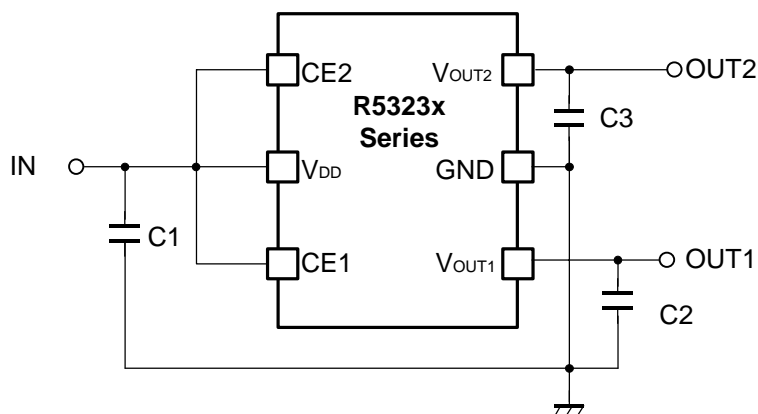 CE2
VOUT2
OUT2
R5323x
Series
C3
IN
VDD
GND
C1
CE1
VOUT1
OUT1
C2